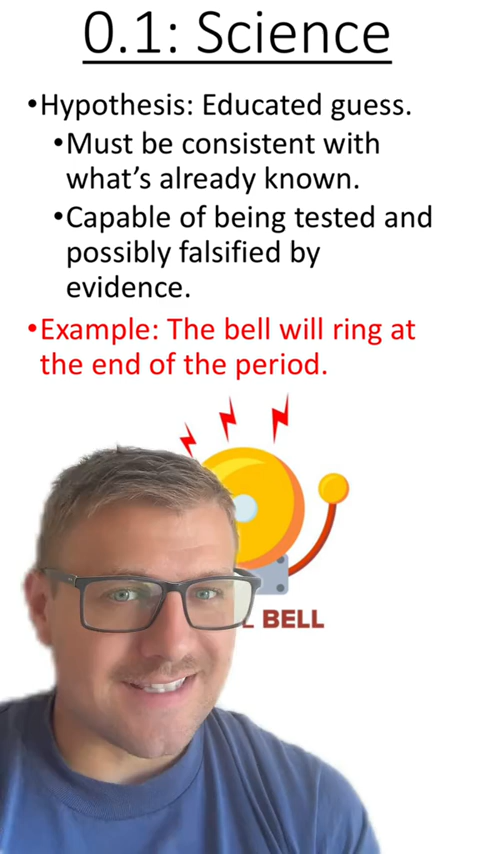 0.1: Science
•Hypothesis: Educated guess.
•Must be consistent with
what's already known.
•Capable of being tested and
possibly falsified by
evidence.
•Example: The bell will ring at
the end of the period.
BELL